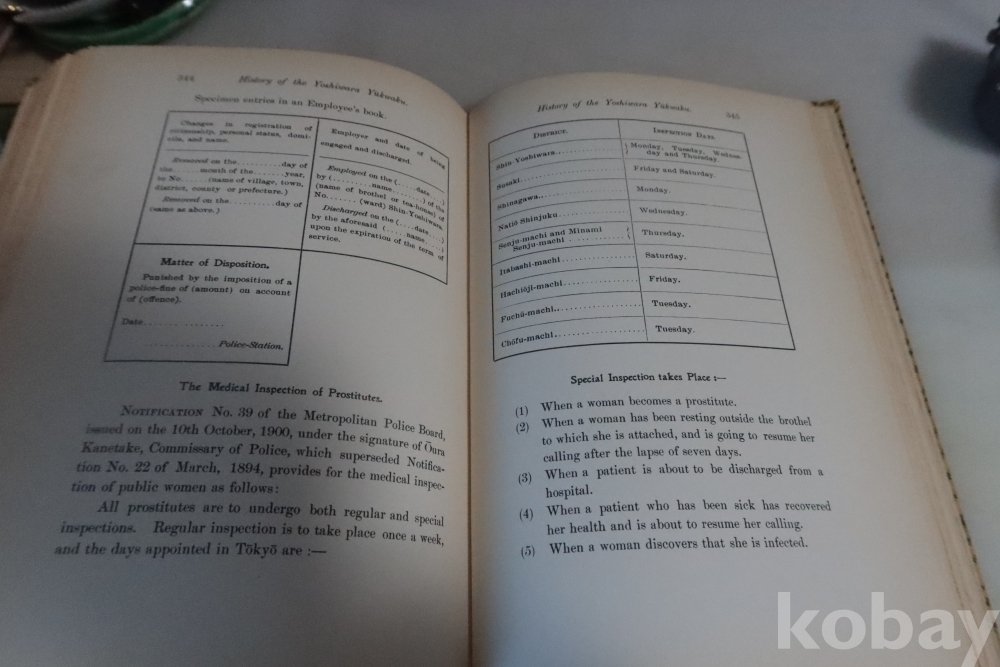 344 History of the Yoshiwara Yūkwaku.
Specimen entries in an Employee's book.
Changes in registration of
citizenship, personal status, domi-
cile, and name.
Removed on the.........day of
the......month of the......year,
by No......(name of village, town,
district, county or prefecture.)
Removed on the.........day of
(same as above.)
Employer and date of being
engaged and discharged.
Employed on the (....date....)
by (.......name.......) of the
(name of brothel or tea-house) of
No....... (ward) Shin-Yoshiwara.
Discharged on the (....date....)
by the aforesaid (.... name.....)
upon the expiration of the term of
service.
Matter of Disposition.
Punished by the imposition of a
police-fine of (amount) on account
of (offence).
Date...... .........
...............Police-Station.
The Medical Inspection of Prostitutes.
Notification No. 39 of the Metropolitan Police Board,
issued on the 10th October, 1900, under the signature of Ōura
Kanetake, Commissary of Police, which superseded Notifica-
tion No. 22 of March, 1894, provides for the medical inspec-
tion of public women as follows:
All prostitutes are to undergo both regular and special
inspections. Regular inspection is to take place once a week,
and the days appointed in Tōkyō are :—
History of the Yoshiwara Yūkwaku. 345
District. Inspection Days.
Shin Yoshiwara............ Monday, Tuesday, Wednes-
day and Thursday.
Susaki.................... Friday and Saturday.
Shinagawa................ Monday.
Naitō Shinjuku............ Wednesday.
Senju-machi and Minami
Senju-machi .......... Thursday.
Itabashi-machi............ Saturday.
Hachiōji-machi............ Friday.
Fuchū-machi.............. Tuesday.
Chōfu-machi.............. Tuesday.
Special Inspection takes Place :—
(1) When a woman becomes a prostitute.
(2) When a woman has been resting outside the brothel
to which she is attached, and is going to resume her
calling after the lapse of seven days.
(3) When a patient is about to be discharged from a
hospital.
(4) When a patient who has been sick has recovered
her health and is about to resume her calling.
(5) When a woman discovers that she is infected.
kobay